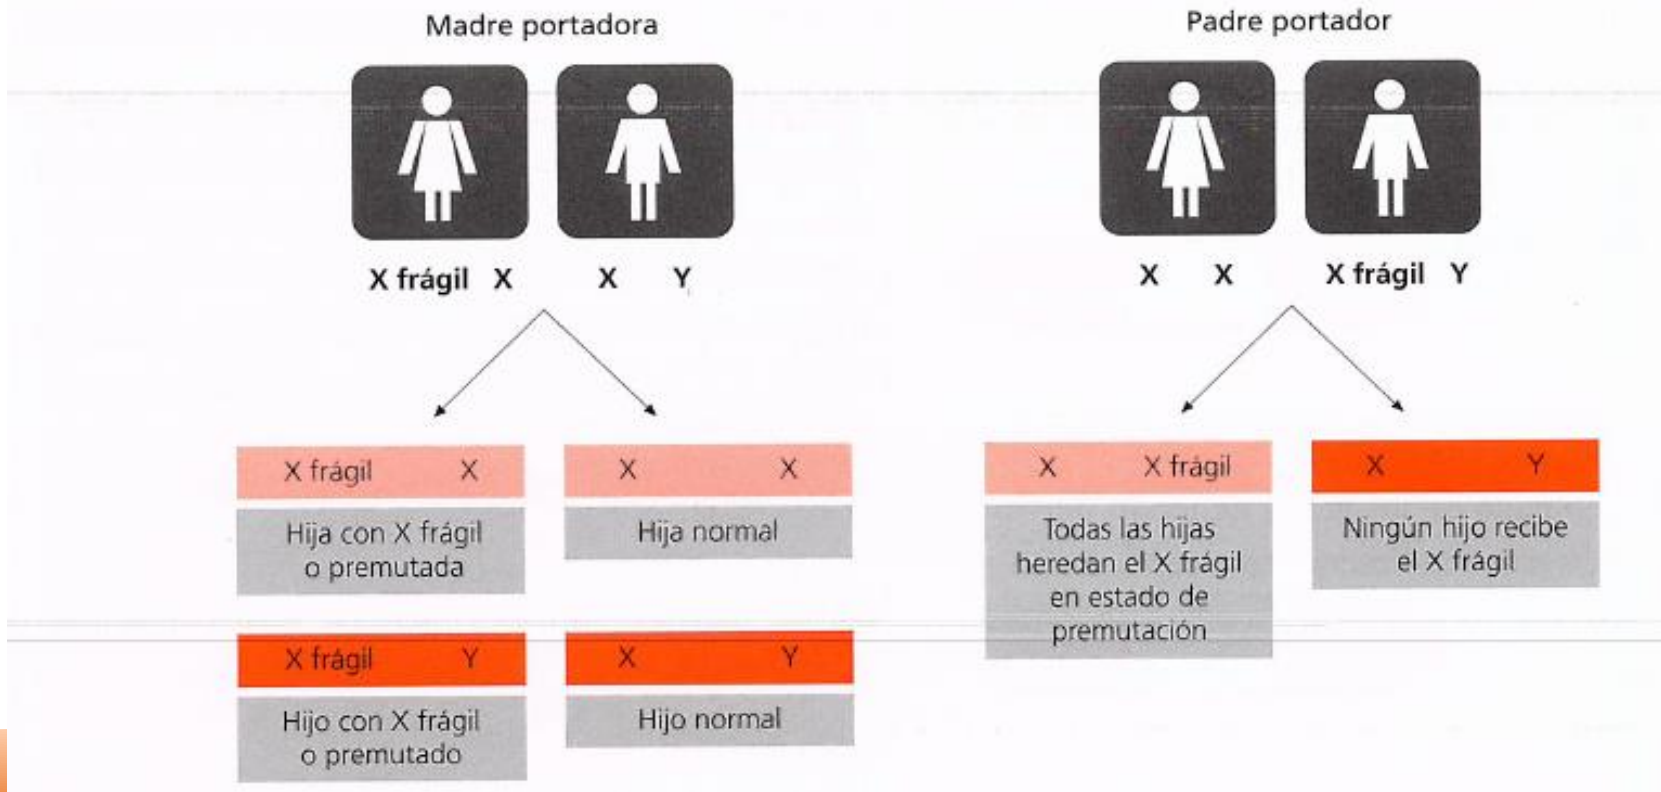 Madre portadora
X frágil X X Y
X frágil X
Hija con X frágil
o premutada
X X
Hija normal
X frágil Y
Hijo con X frágil
o premutado
X Y
Hijo normal
Padre portador
X X X frágil Y
X X frágil
Todas las hijas
heredan el X frágil
en estado de
premutación
X Y
Ningún hijo recibe
el X frágil